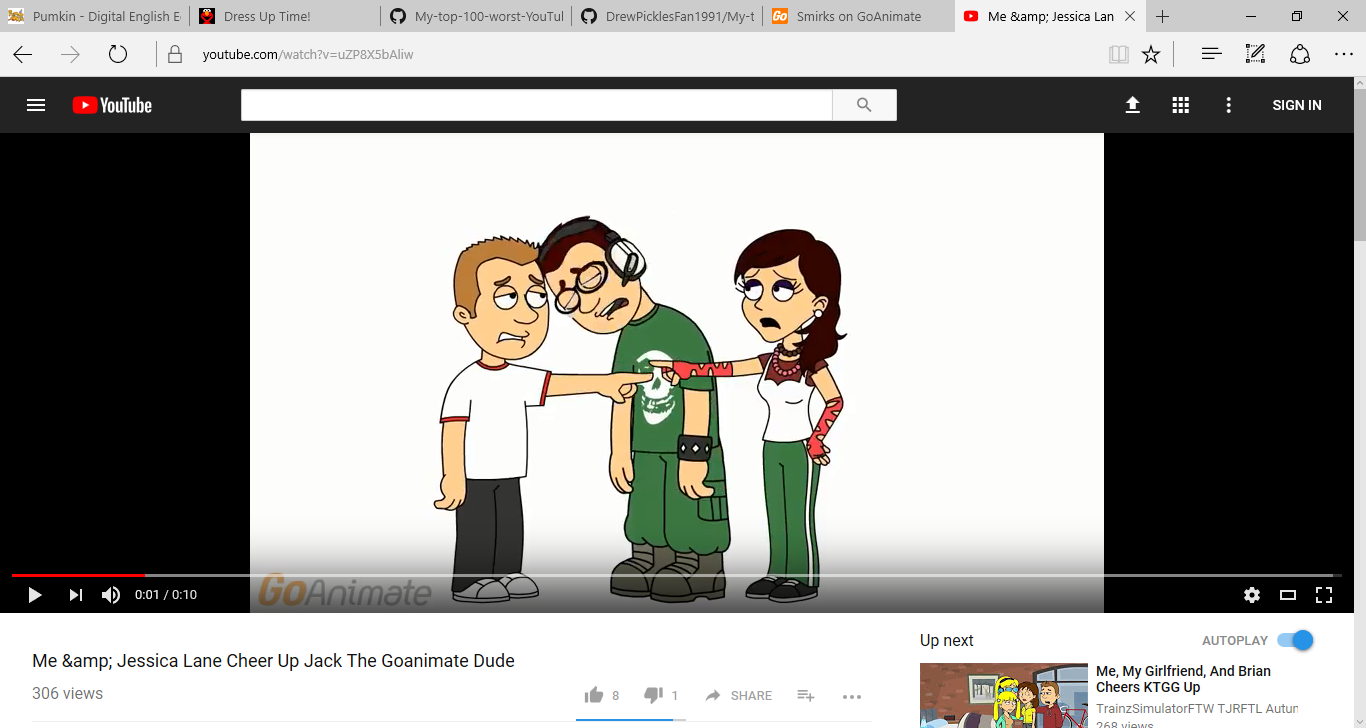 Pumkin - Digital English E
Dress Up Time!
My-top-100-worst-YouTul
DrewPicklesFan1991/My-t
Go Smirks on GoAnimate
Me &amp; Jessica Lan
youtube.com/watch?v=uZP8X5bAliw
YouTube
SIGN IN
GoAnimate
0:01 / 0:10
Me &amp; Jessica Lane Cheer Up Jack The Goanimate Dude
306 views
8
1
SHARE
Up next
AUTOPLAY
Me, My Girlfriend, And Brian
Cheers KTGG Up
TrainzSimulatorFTW TJRFTL Autun
268 views